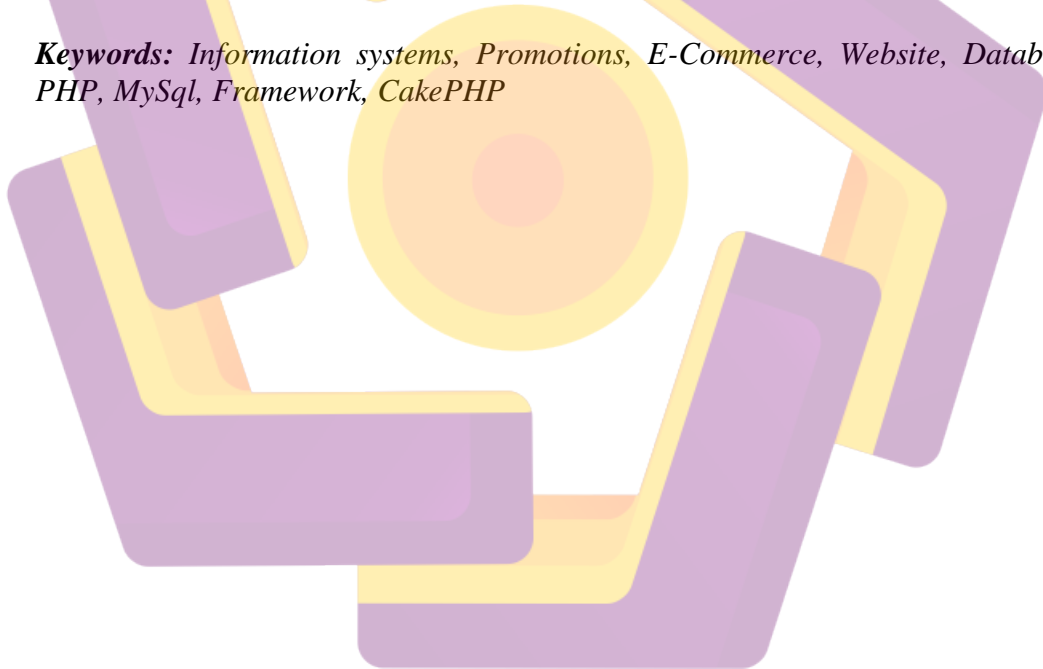 Keywords: Information systems, Promotions, E-Commerce, Website, Datab
PHP, MySql, Framework, CakePHP